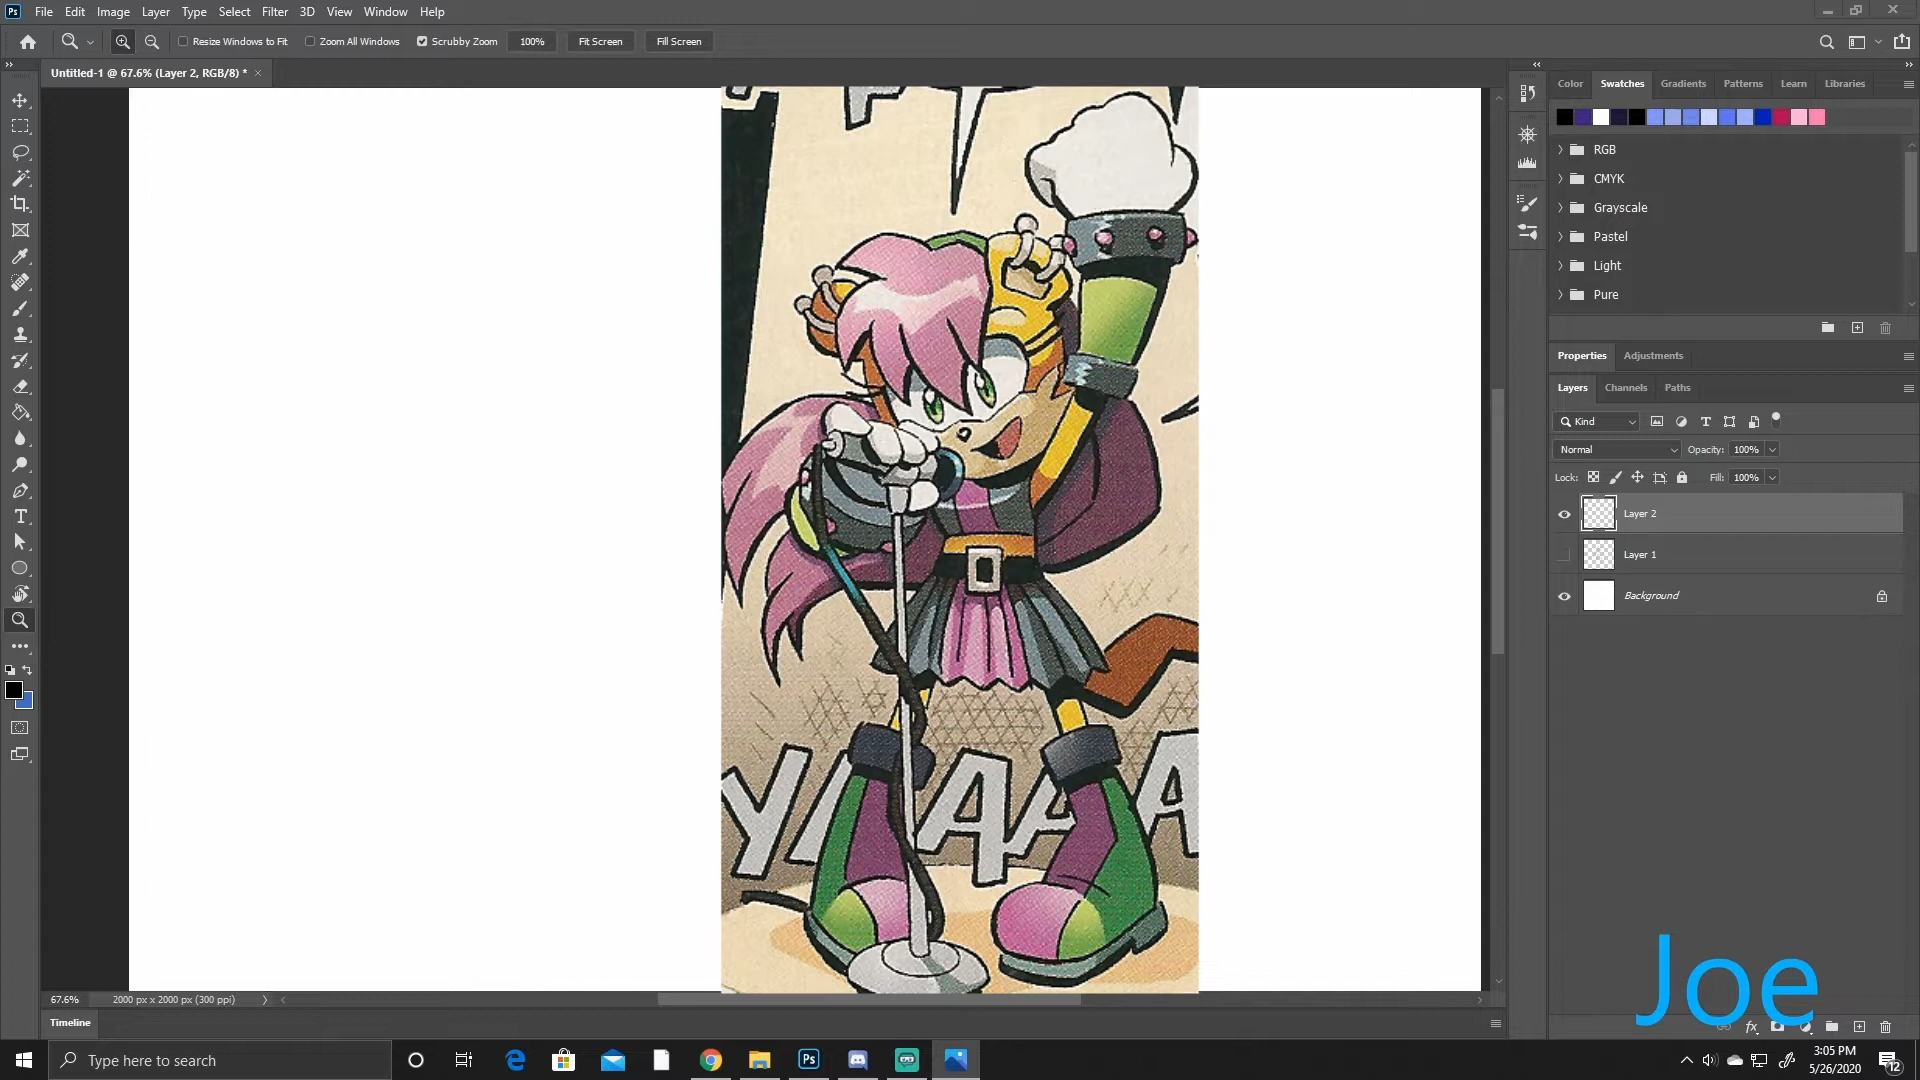 Ps File Edit Image Layer Type Select Filter 3D View Window Help
Resize Windows to Fit Zoom All Windows Scrubby Zoom 100% Fit Screen Fill Screen
Untitled-1 @ 67.6% (Layer 2, RGB/8) *
Color Swatches Gradients Patterns Learn Libraries
RGB
CMYK
Grayscale
Pastel
Light
Pure
Properties Adjustments
Layers Channels Paths
Kind
Normal Opacity: 100%
Lock: Fill: 100%
Layer 2
Layer 1
Background
67.6% 2000 px x 2000 px (300 ppi)
Timeline
Joe
fx
Type here to search
Ps
3:05 PM
5/26/2020
12